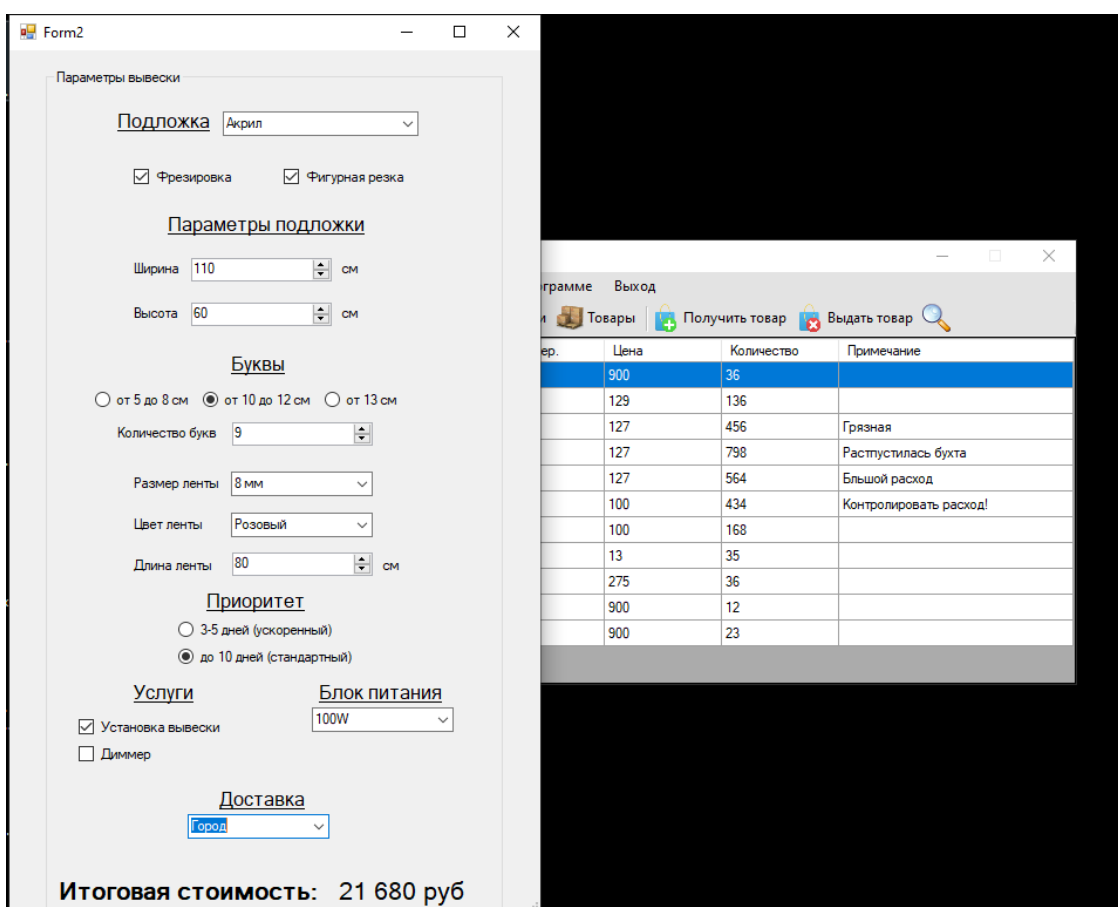 Form2
Параметры вывески
Подложка Акрил
Фрезировка Фигурная резка
Параметры подложки
Ширина 110 см
Высота 60 см
Буквы
от 5 до 8 см от 10 до 12 см от 13 см
Количество букв 9
Размер ленты 8 мм
Цвет ленты Розовый
Длина ленты 80 см
Приоритет
3-5 дней (ускоренный)
до 10 дней (стандартный)
Услуги Блок питания
Установка вывески 100W
Диммер
Доставка
Город
Итоговая стоимость: 21 680 руб
ограмме Выход
и Товары Получить товар Выдать товар
ер. Цена Количество Примечание
900 36
129 136
127 456 Грязная
127 798 Растпустилась бухта
127 564 Блшой расход
100 434 Контролировать расход!
100 168
13 35
275 36
900 12
900 23